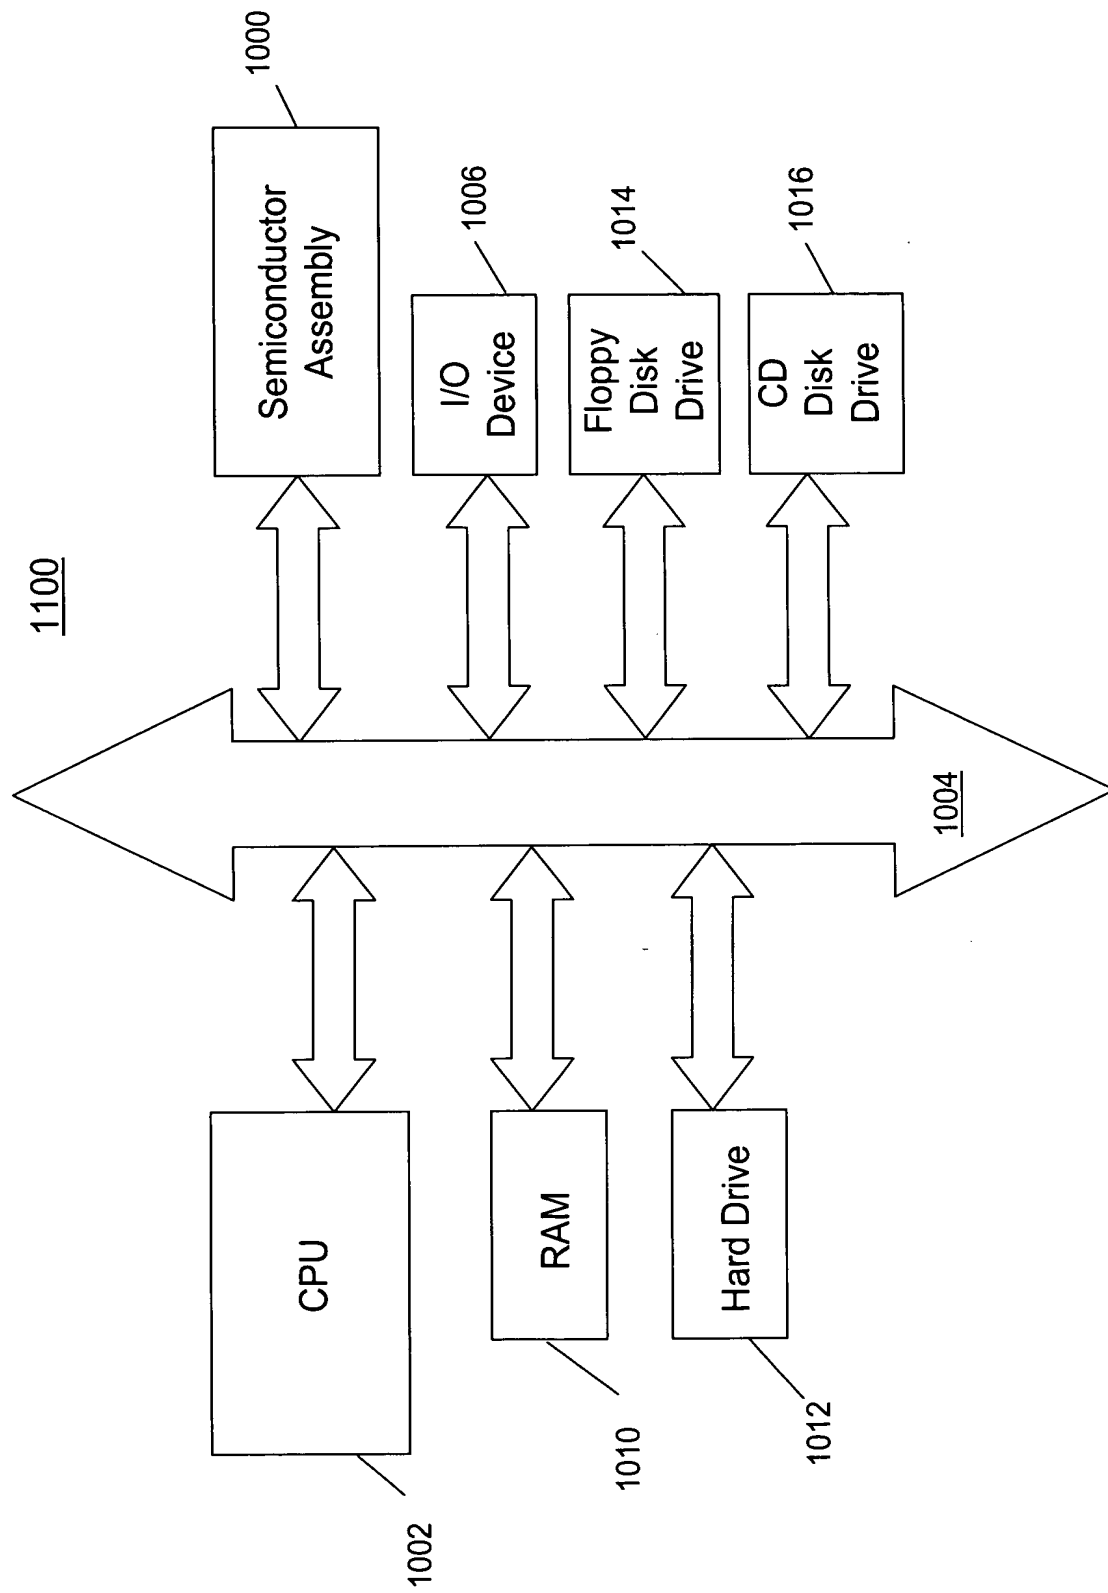 1100
CPU
1002
RAM
1010
Hard Drive
1012
1004
Semiconductor
Assembly
1000
I/O
Device
1006
Floppy
Disk
Drive
1014
CD
Disk
Drive
1016